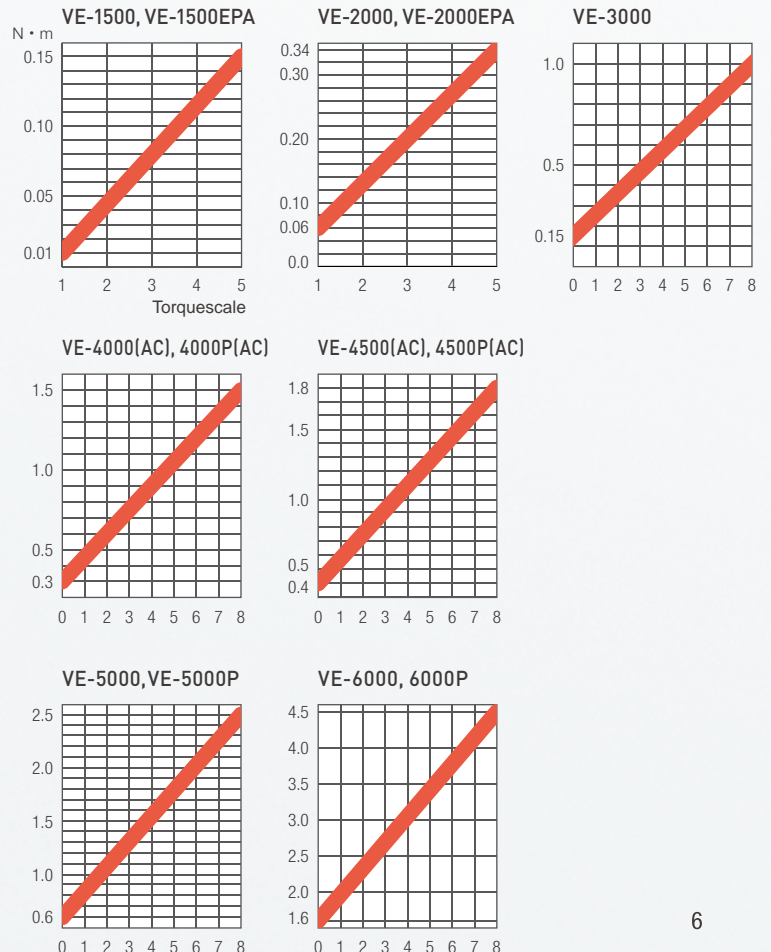 VE-1500, VE-1500EPA
N・m
0.15
0.10
0.05
0.01
1 2 3 4 5
Torquescale
VE-2000, VE-2000EPA
0.34
0.30
0.20
0.10
0.06
0.0
1 2 3 4 5
VE-3000
1.0
0.5
0.15
0 1 2 3 4 5 6 7 8
VE-4000(AC), 4000P(AC)
1.5
1.0
0.5
0.3
0 1 2 3 4 5 6 7 8
VE-4500(AC), 4500P(AC)
1.8
1.5
1.0
0.5
0.4
0 1 2 3 4 5 6 7 8
VE-5000,VE-5000P
2.5
2.0
1.5
1.0
0.6
0 1 2 3 4 5 6 7 8
VE-6000, 6000P
4.5
4.0
3.5
3.0
2.5
2.0
1.6
0 1 2 3 4 5 6 7 8
6